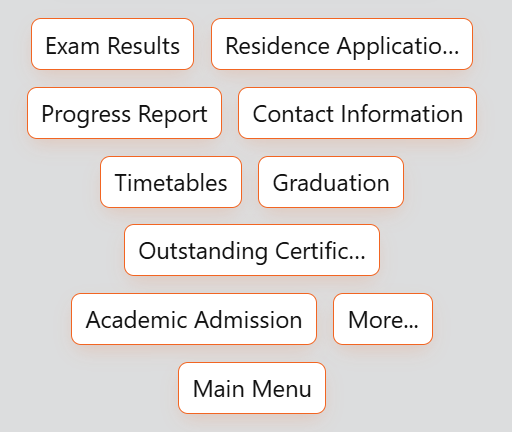 Exam Results Residence Applicatio...
Progress Report Contact Information
Timetables Graduation
Outstanding Certific...
Academic Admission More...
Main Menu